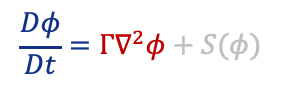 Dϕ/Dt = Γ∇²ϕ + S(ϕ)